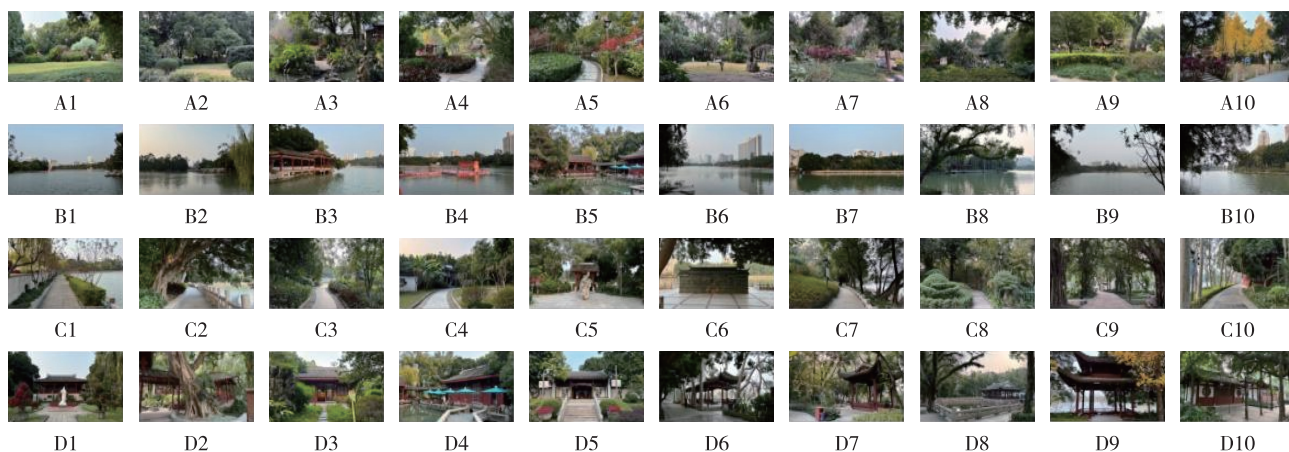 A1 A2 A3 A4 A5 A6 A7 A8 A9 A10
B1 B2 B3 B4 B5 B6 B7 B8 B9 B10
C1 C2 C3 C4 C5 C6 C7 C8 C9 C10
D1 D2 D3 D4 D5 D6 D7 D8 D9 D10